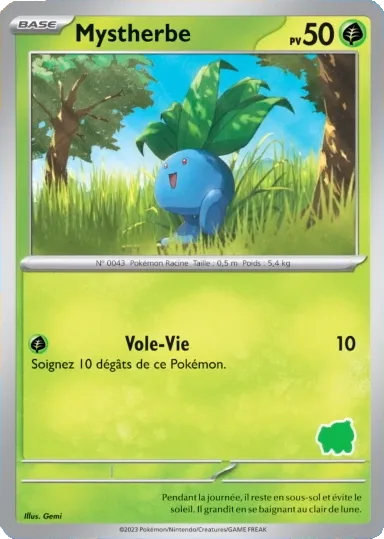 BASE
Mystherbe
PV 50
N° 0043 Pokémon Racine Taille : 0,5 m Poids : 5,4 kg
Vole-Vie 10
Soignez 10 dégâts de ce Pokémon.
Pendant la journée, il reste en sous-sol et évite le
soleil. Il grandit en se baignant au clair de lune.
Illus. Gemi
©2023 Pokémon/Nintendo/Creatures/GAME FREAK